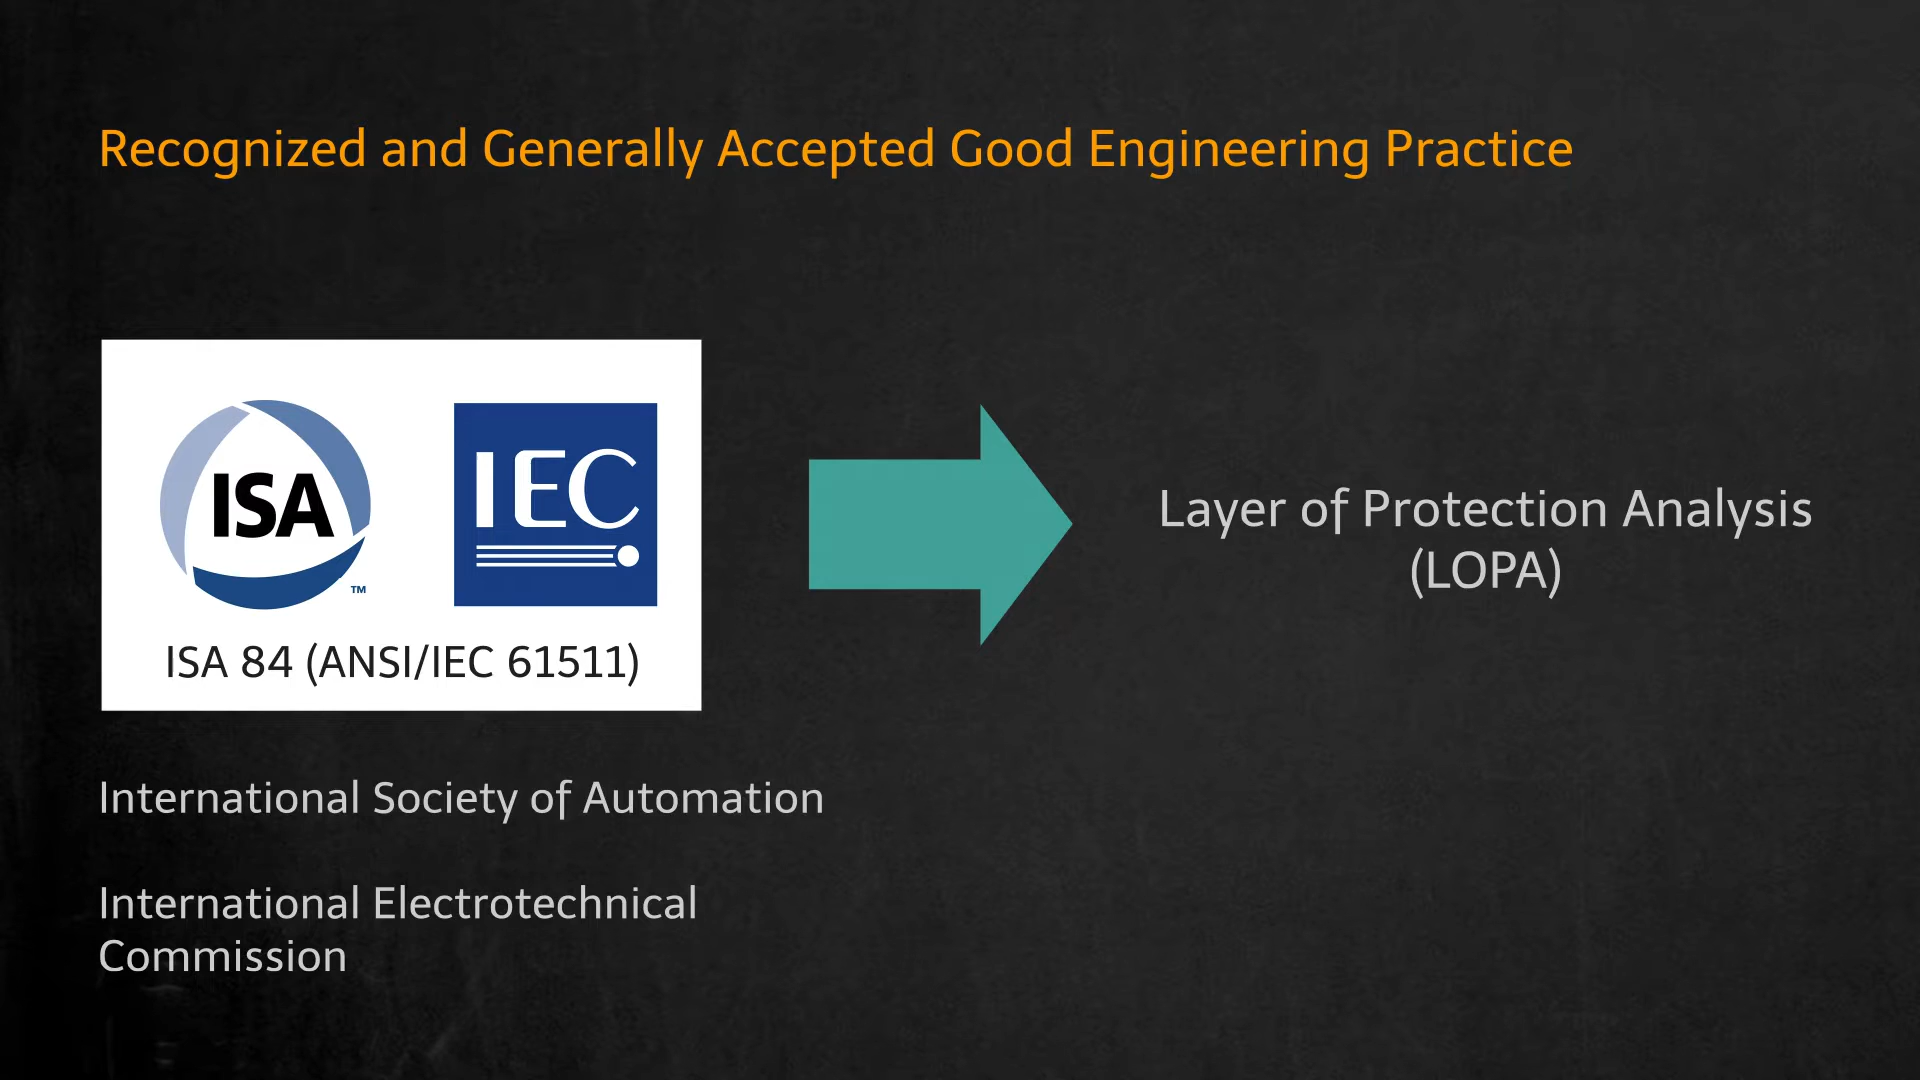 Recognized and Generally Accepted Good Engineering Practice
ISA
™
IEC
ISA 84 (ANSI/IEC 61511)
Layer of Protection Analysis
(LOPA)
International Society of Automation
International Electrotechnical
Commission